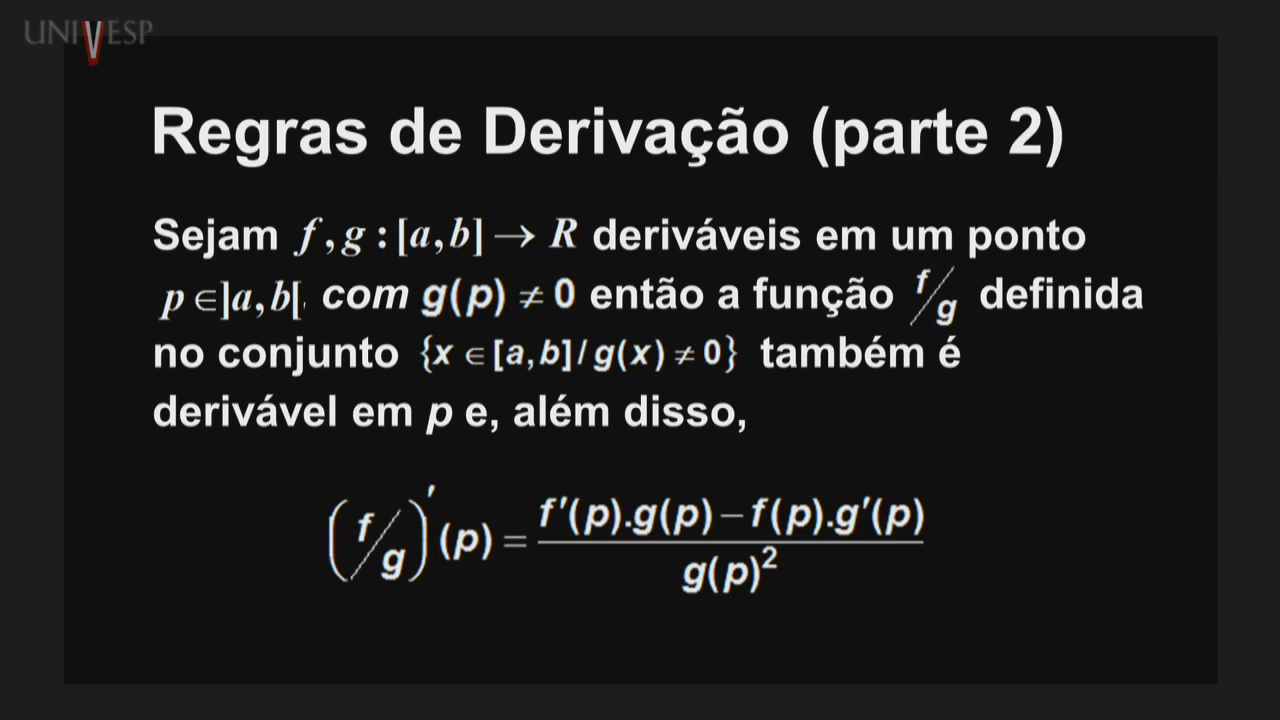 UNIVESP
Regras de Derivação (parte 2)
Sejam f,g:[a,b]→R deriváveis em um ponto
p∈]a,b[, com g(p)≠0 então a função f/g definida
no conjunto {x∈[a,b]/g(x)≠0} também é
derivável em p e, além disso,
(f/g)′(p) = f′(p).g(p)−f(p).g′(p)
g(p)²